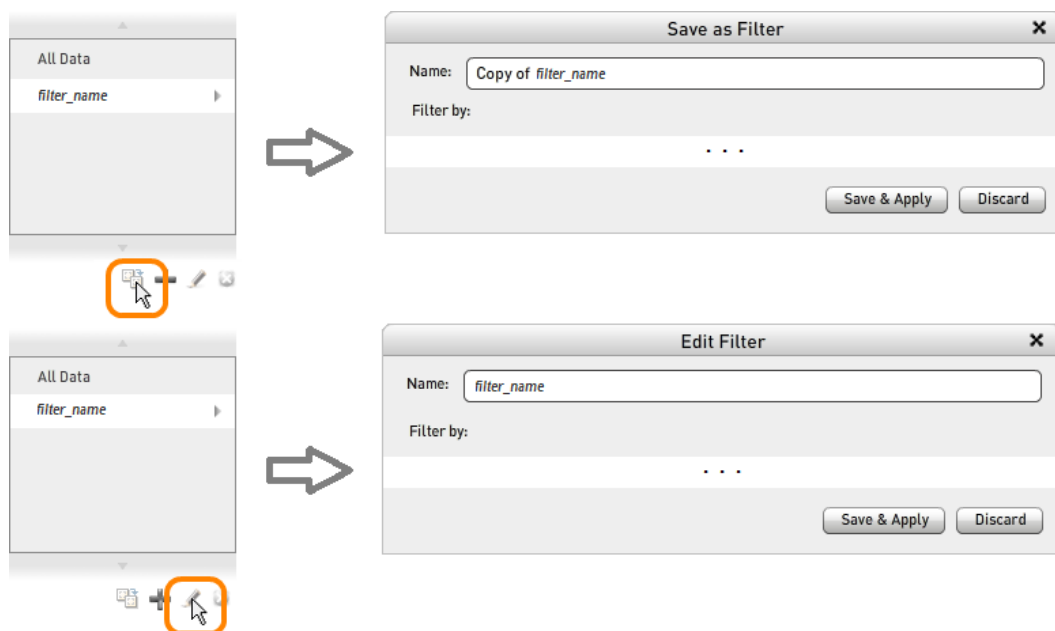 Save as Filter
All Data
filter_name
Name: Copy of filter_name
Filter by:
. . .
Save & Apply Discard
Edit Filter
All Data
filter_name
Name: filter_name
Filter by:
. . .
Save & Apply Discard